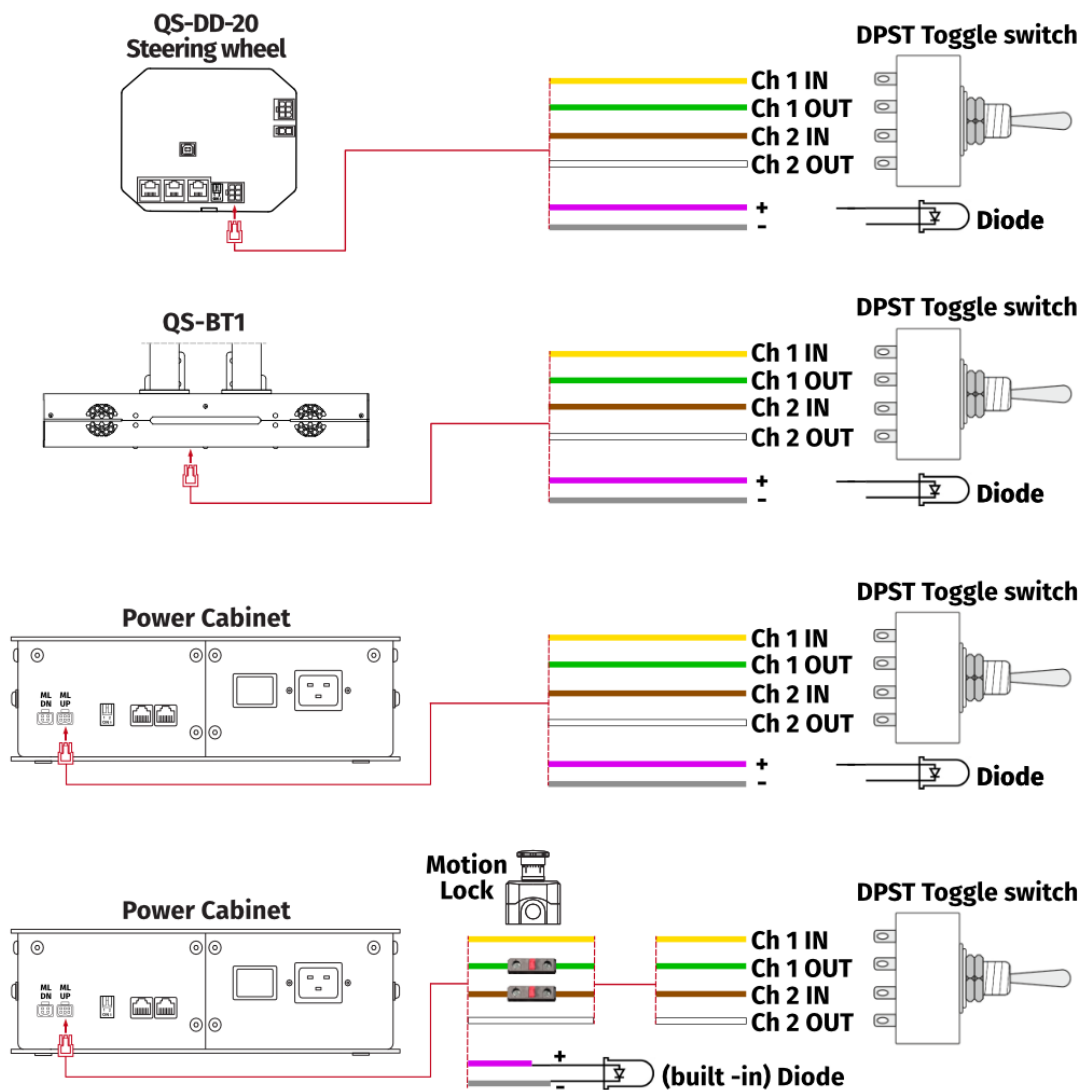 QS-DD-20
Steering wheel
DPST Toggle switch
Ch 1 IN
Ch 1 OUT
Ch 2 IN
Ch 2 OUT
+
-
Diode
QS-BT1
DPST Toggle switch
Ch 1 IN
Ch 1 OUT
Ch 2 IN
Ch 2 OUT
+
-
Diode
Power Cabinet
DPST Toggle switch
ML DN
ML UP
Ch 1 IN
Ch 1 OUT
Ch 2 IN
Ch 2 OUT
+
-
Diode
Motion
Lock
Power Cabinet
DPST Toggle switch
ML DN
ML UP
Ch 1 IN
Ch 1 OUT
Ch 2 IN
Ch 2 OUT
+
-
(built -in) Diode